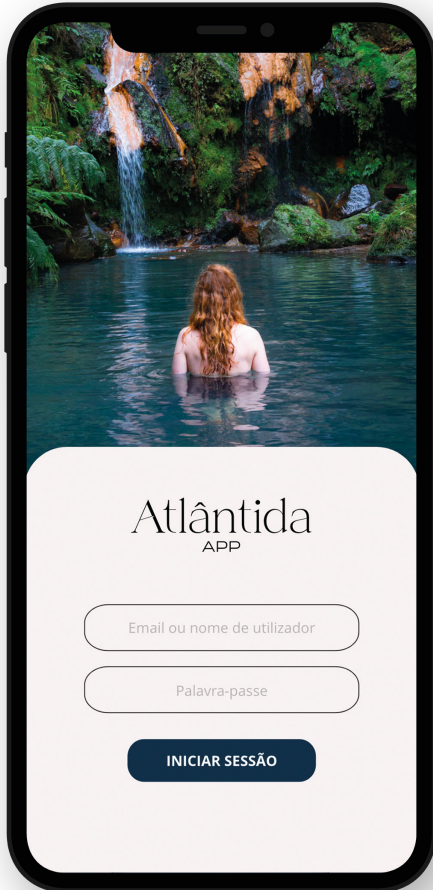 Atlântida
APP
Email ou nome de utilizador
Palavra-passe
INICIAR SESSÃO